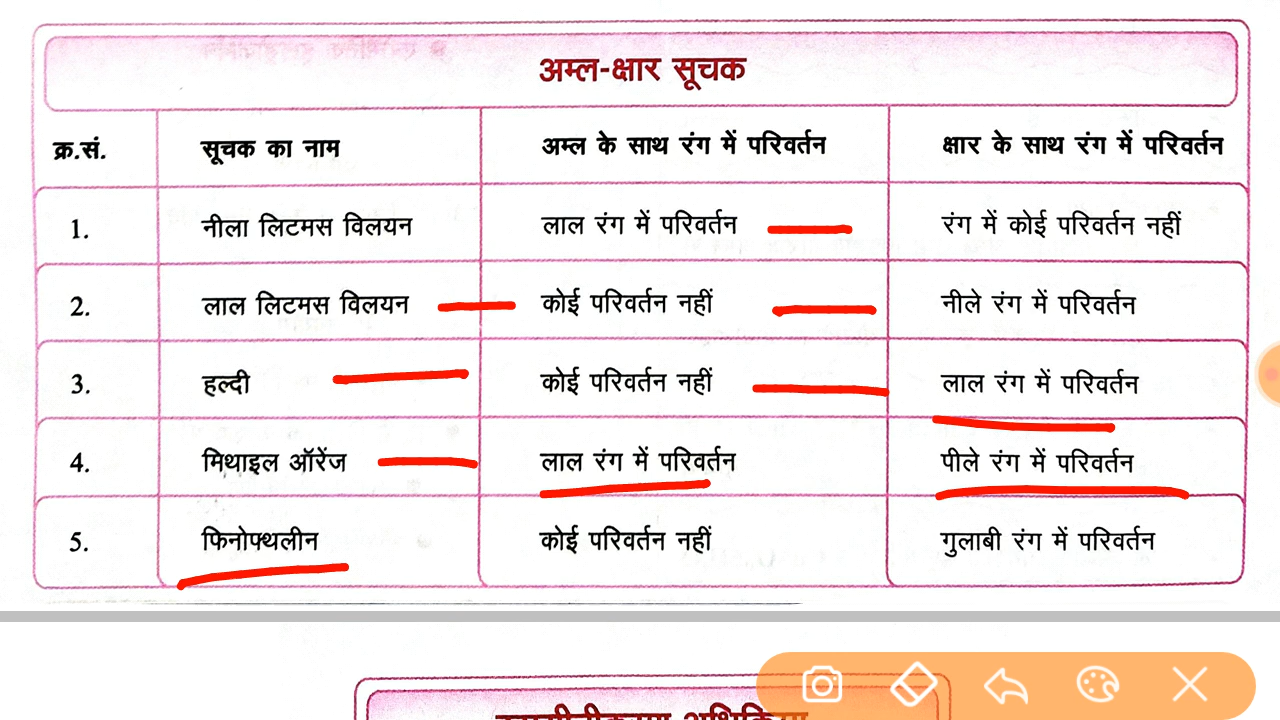 अम्ल-क्षार सूचक
क्र.सं. सूचक का नाम अम्ल के साथ रंग में परिवर्तन क्षार के साथ रंग में परिवर्तन
1. नीला लिटमस विलयन लाल रंग में परिवर्तन रंग में कोई परिवर्तन नहीं
2. लाल लिटमस विलयन कोई परिवर्तन नहीं नीले रंग में परिवर्तन
3. हल्दी कोई परिवर्तन नहीं लाल रंग में परिवर्तन
4. मिथाइल ऑरेंज लाल रंग में परिवर्तन पीले रंग में परिवर्तन
5. फिनोफ्थलीन कोई परिवर्तन नहीं गुलाबी रंग में परिवर्तन